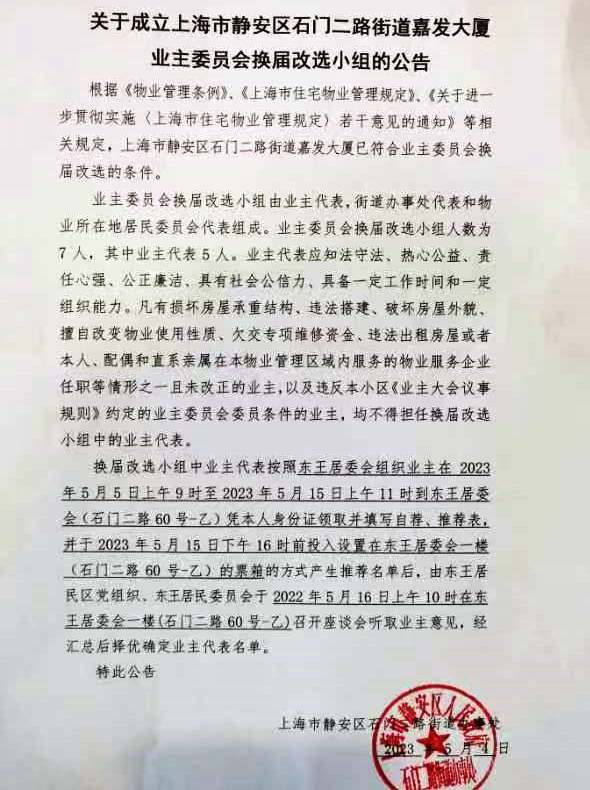 关于成立上海市静安区石门二路街道嘉发大厦
业主委员会换届改选小组的公告
根据《物业管理条例》、《上海市住宅物业管理规定》、《关于进一
步贯彻实施〈上海市住宅物业管理规定〉若干意见的通知》等相
关规定，上海市静安区石门二路街道嘉发大厦已符合业主委员会换
届改选的条件。
业主委员会换届改选小组由业主代表，街道办事处代表和物
业所在地居民委员会代表组成。业主委员会换届改选小组人数为
7人，其中业主代表5人。业主代表应知法守法、热心公益、责
任心强、公正廉洁、具有社会公信力、具备一定工作时间和一定
组织能力。凡有损坏房屋承重结构、违法搭建、破坏房屋外貌、
擅自改变物业使用性质、欠交专项维修资金、违法出租房屋或者
本人、配偶和直系亲属在本物业管理区域内服务的物业服务企业
任职等情形之一且未改正的业主，以及违反本小区《业主大会议事
规则》约定的业主委员会委员条件的业主，均不得担任换届改选
小组中的业主代表。
换届改选小组中业主代表按照东王居委会组织业主在 2023
年5月5日上午9时至2023年5月15日上午11时到东王居委
会（石门二路60号-乙）凭本人身份证领取并填写自荐、推荐表，
并于2023年5月15日下午16时前投入设置在东王居委会一楼
（石门二路60号-乙）的票箱的方式产生推荐名单后，由东王居
民区党组织、东王居民委员会于2022年5月16日上午10时在东
王居委会一楼(石门二路60号-乙)召开座谈会听取业主意见，经
汇总后择优确定业主代表名单。
特此公告
上海市静安区石门二路街道办事处
2023年5月4日
上海市静安区人民政府
石门二路街道办事处